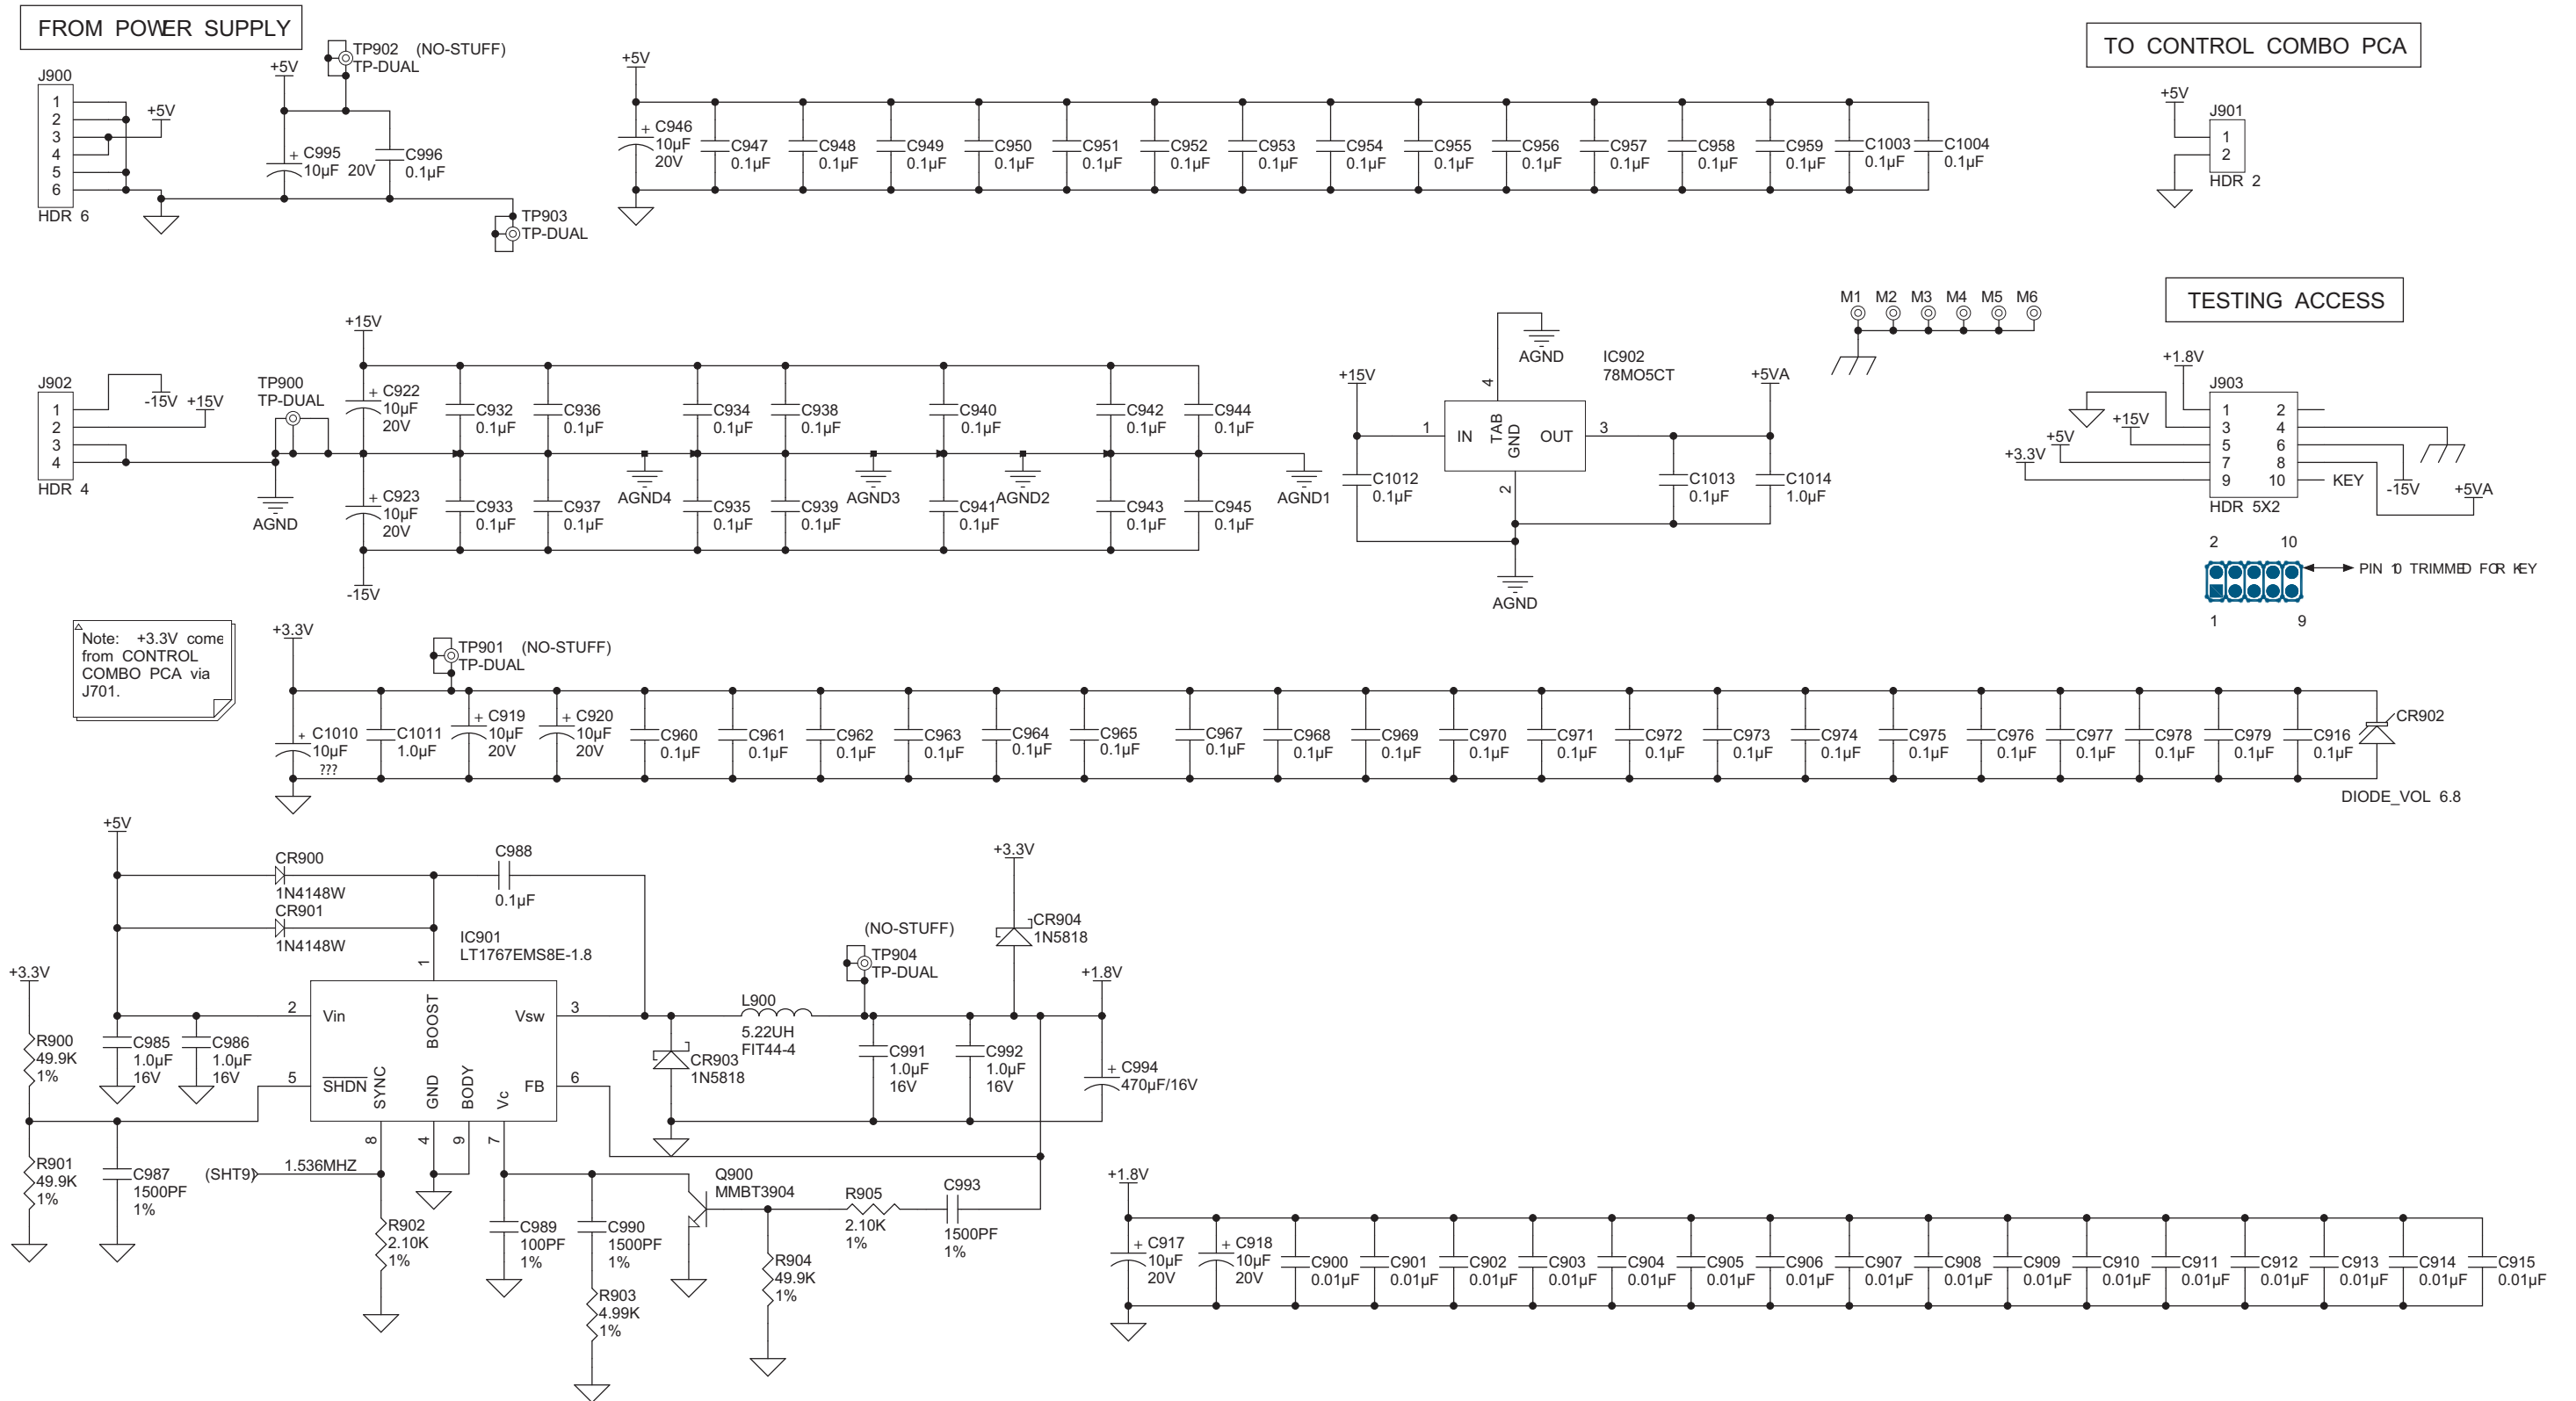 FROM POWER SUPPLY
TP902 (NO-STUFF)
TP-DUAL
+5V
J900
1
2
3
4
5
6
HDR 6
+5V
+ C995
10µF 20V
C996
0.1µF
TP903
TP-DUAL
+5V
+ C946
10µF
20V
C947
0.1µF
C948
0.1µF
C949
0.1µF
C950
0.1µF
C951
0.1µF
C952
0.1µF
C953
0.1µF
C954
0.1µF
C955
0.1µF
C956
0.1µF
C957
0.1µF
C958
0.1µF
C959
0.1µF
C1003
0.1µF
C1004
0.1µF
TO CONTROL COMBO PCA
+5V
J901
1
2
HDR 2
J902
1
2
3
4
HDR 4
-15V
+15V
TP900
TP-DUAL
AGND
+15V
+ C922
10µF
20V
+ C923
10µF
20V
-15V
C932
0.1µF
C936
0.1µF
C934
0.1µF
C938
0.1µF
C940
0.1µF
C942
0.1µF
C944
0.1µF
AGND4
AGND3
AGND2
AGND1
C933
0.1µF
C937
0.1µF
C935
0.1µF
C939
0.1µF
C941
0.1µF
C943
0.1µF
C945
0.1µF
AGND
IC902
78MO5CT
+15V
+5VA
4
1
IN
TAB
GND
OUT
3
2
C1012
0.1µF
C1013
0.1µF
C1014
1.0µF
AGND
M1 M2 M3 M4 M5 M6
TESTING ACCESS
+1.8V
J903
+15V
+5V
+3.3V
1 2
3 4
5 6
7 8
9 10
KEY
-15V
+5VA
HDR 5X2
2 10
PIN 10 TRIMMED FOR KEY
1 9
Note: +3.3V come
from CONTROL
COMBO PCA via
J701.
+3.3V
TP901 (NO-STUFF)
TP-DUAL
+ C1010
10µF
???
C1011
1.0µF
+ C919
10µF
20V
+ C920
10µF
20V
C960
0.1µF
C961
0.1µF
C962
0.1µF
C963
0.1µF
C964
0.1µF
C965
0.1µF
C967
0.1µF
C968
0.1µF
C969
0.1µF
C970
0.1µF
C971
0.1µF
C972
0.1µF
C973
0.1µF
C974
0.1µF
C975
0.1µF
C976
0.1µF
C977
0.1µF
C978
0.1µF
C979
0.1µF
C916
0.1µF
CR902
DIODE_VOL 6.8
+5V
CR900
1N4148W
CR901
1N4148W
C988
0.1µF
IC901
LT1767EMS8E-1.8
+3.3V
R900
49.9K
1%
C985
1.0µF
16V
C986
1.0µF
16V
1
2
Vin
BOOST
Vsw
3
5
SHDN
SYNC
GND
BODY
Vc
FB
6
8
4
9
7
R901
49.9K
1%
C987
1500PF
1%
(SHT9)
1.536MHZ
R902
2.10K
1%
C989
100PF
1%
C990
1500PF
1%
R903
4.99K
1%
Q900
MMBT3904
R904
49.9K
1%
R905
2.10K
1%
C993
1500PF
1%
CR903
1N5818
L900
5.22UH
FIT44-4
(NO-STUFF)
TP904
TP-DUAL
C991
1.0µF
16V
C992
1.0µF
16V
+3.3V
CR904
1N5818
+1.8V
+ C994
470µF/16V
+1.8V
+ C917
10µF
20V
+ C918
10µF
20V
C900
0.01µF
C901
0.01µF
C902
0.01µF
C903
0.01µF
C904
0.01µF
C905
0.01µF
C906
0.01µF
C907
0.01µF
C908
0.01µF
C909
0.01µF
C910
0.01µF
C911
0.01µF
C912
0.01µF
C913
0.01µF
C914
0.01µF
C915
0.01µF